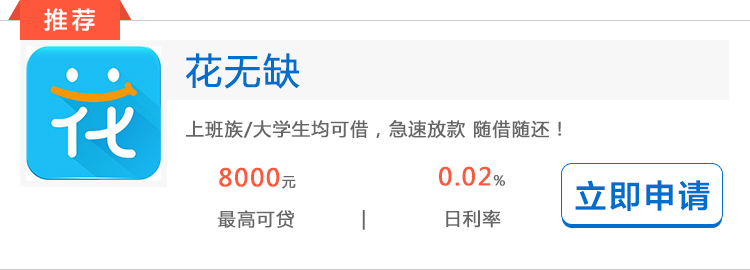 推荐
花
花无缺
上班族/大学生均可借，急速放款 随借随还！
8000元
0.02%
最高可贷 | 日利率
立即申请